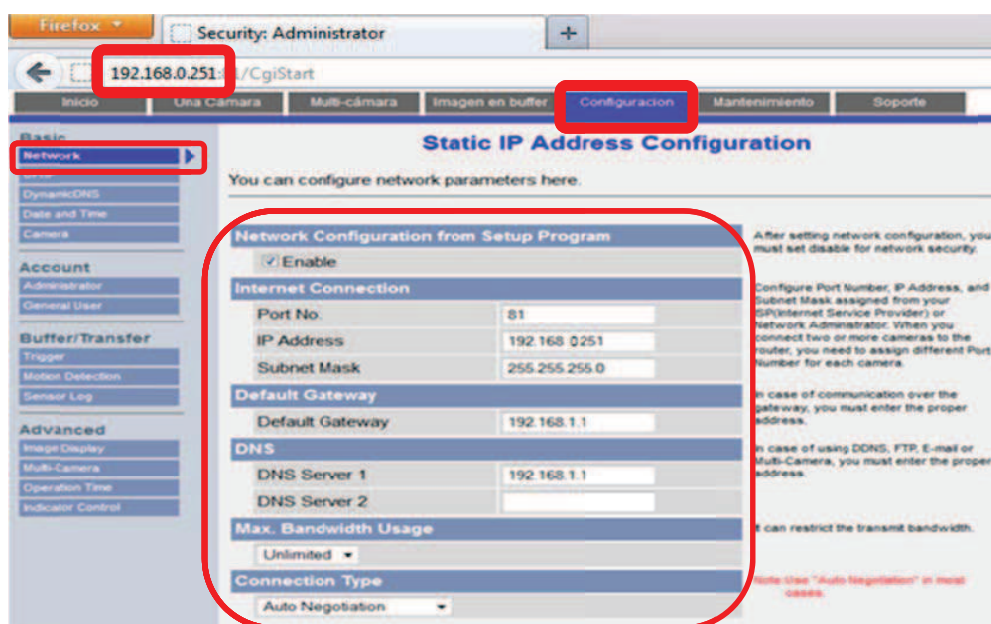 Firefox
Security: Administrator
+
192.168.0.251 /CgiStart
Inicio Una Cámara Multi-cámara Imagen en buffer Configuración Mantenimiento Soporte
Basic
Network
DynamicDNS
Date and Time
Camera
Account
Administrator
General User
Buffer/Transfer
Trigger
Motion Detection
Sensor Log
Advanced
Image Display
Multi-Camera
Operation Time
Indicator Control
Static IP Address Configuration
You can configure network parameters here.
Network Configuration from Setup Program
Enable
Internet Connection
Port No. 81
IP Address 192.168.0251
Subnet Mask 255.255.255.0
Default Gateway
Default Gateway 192.168.1.1
DNS
DNS Server 1 192.168.1.1
DNS Server 2
Max. Bandwidth Usage
Unlimited
Connection Type
Auto Negotiation
After setting network configuration, you
must set disable for network security.
Configure Port Number, IP Address, and
Subnet Mask assigned from your
SP(Internet Service Provider) or
Network Administrator. When you
connect two or more cameras to the
router, you need to assign different Port
Number for each camera.
n case of communication over the
gateway, you must enter the proper
address.
n case of using DDNS, FTP, E-mail or
Multi-Camera, you must enter the proper
address.
t can restrict the transmit bandwidth.
Note Use "Auto Negotiation" in most
cases.